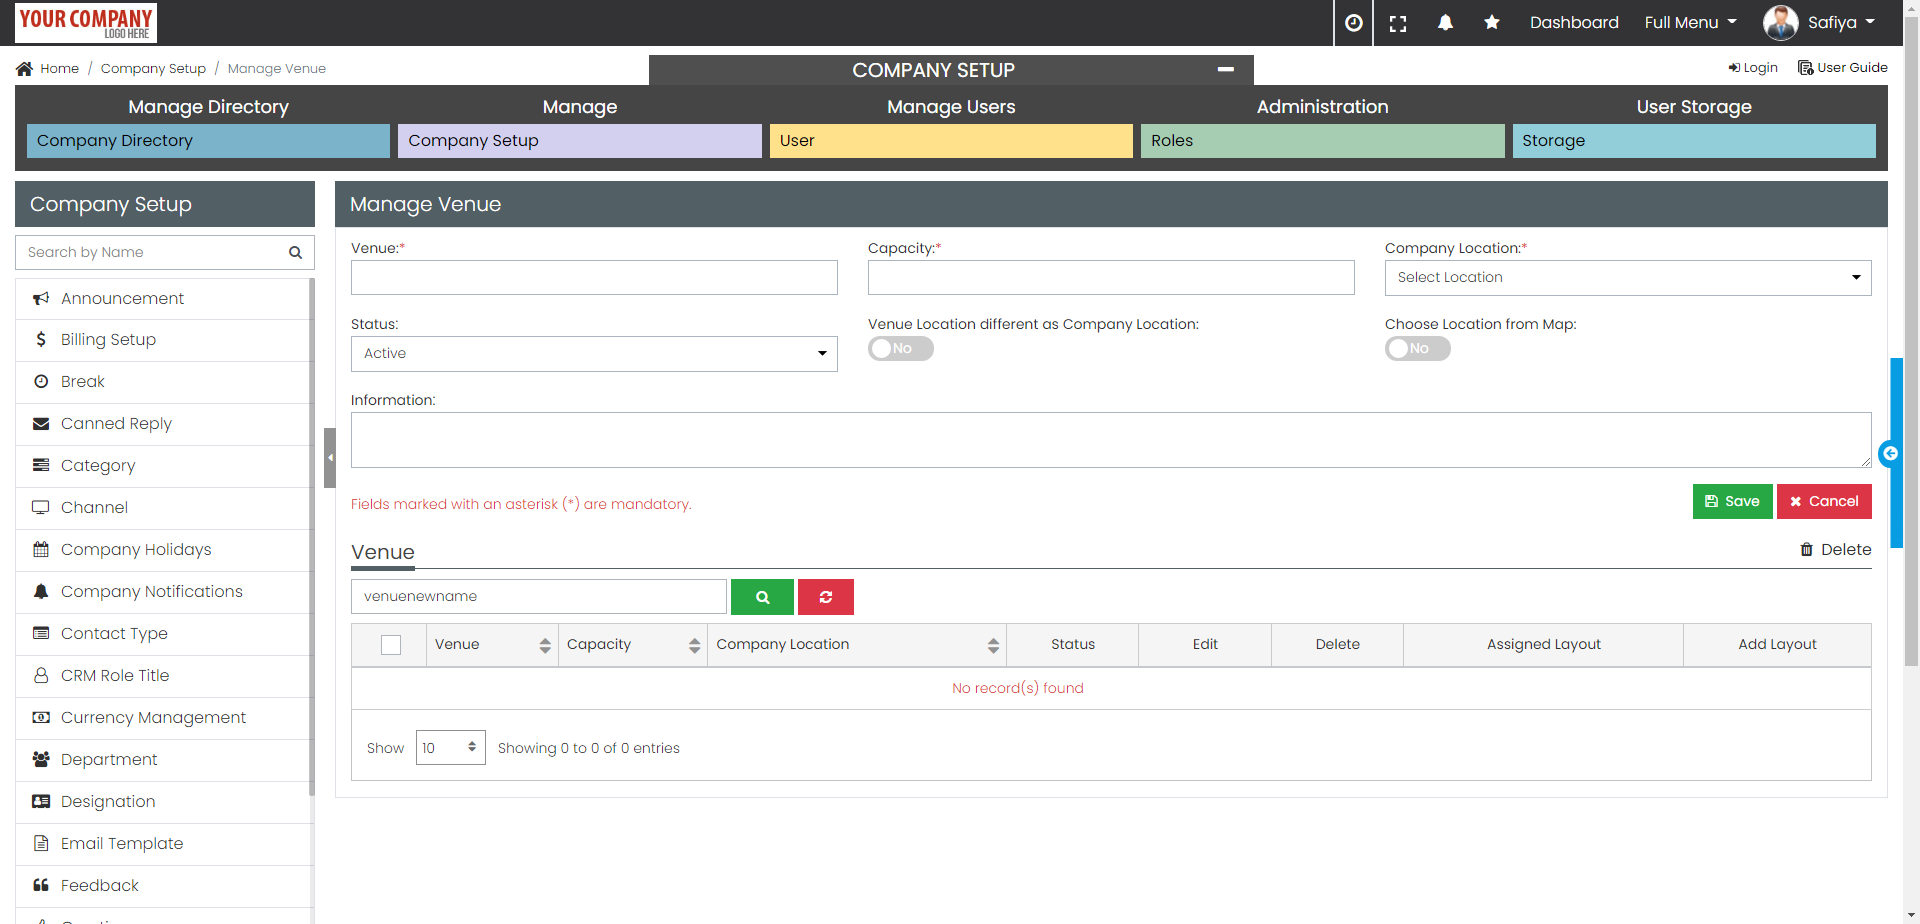 YOUR COMPANY
LOGO HERE
Dashboard
Full Menu
Safiya
Home / Company Setup / Manage Venue
COMPANY SETUP
Login
User Guide
Manage Directory
Manage
Manage Users
Administration
User Storage
Company Directory
Company Setup
User
Roles
Storage
Company Setup
Search by Name
Announcement
Billing Setup
Break
Canned Reply
Category
Channel
Company Holidays
Company Notifications
Contact Type
CRM Role Title
Currency Management
Department
Designation
Email Template
Feedback
Manage Venue
Venue:*
Capacity:*
Company Location:*
Select Location
Status:
Venue Location different as Company Location:
Choose Location from Map:
Active
No
No
Information:
Fields marked with an asterisk (*) are mandatory.
Save
Cancel
Venue
Delete
venuenewname
Venue
Capacity
Company Location
Status
Edit
Delete
Assigned Layout
Add Layout
No record(s) found
Show 10 Showing 0 to 0 of 0 entries